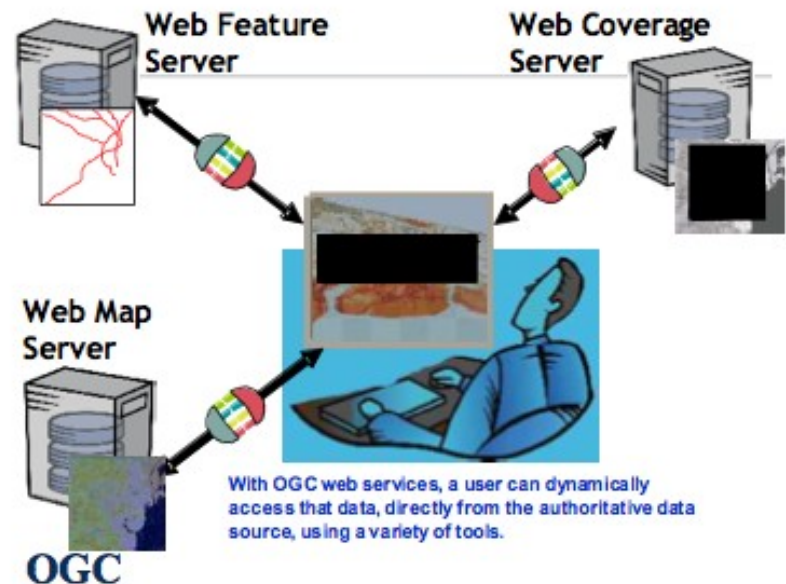 Web Feature
Server
Web Coverage
Server
Web Map
Server
With OGC web services, a user can dynamically
access that data, directly from the authoritative data
source, using a variety of tools.
OGC